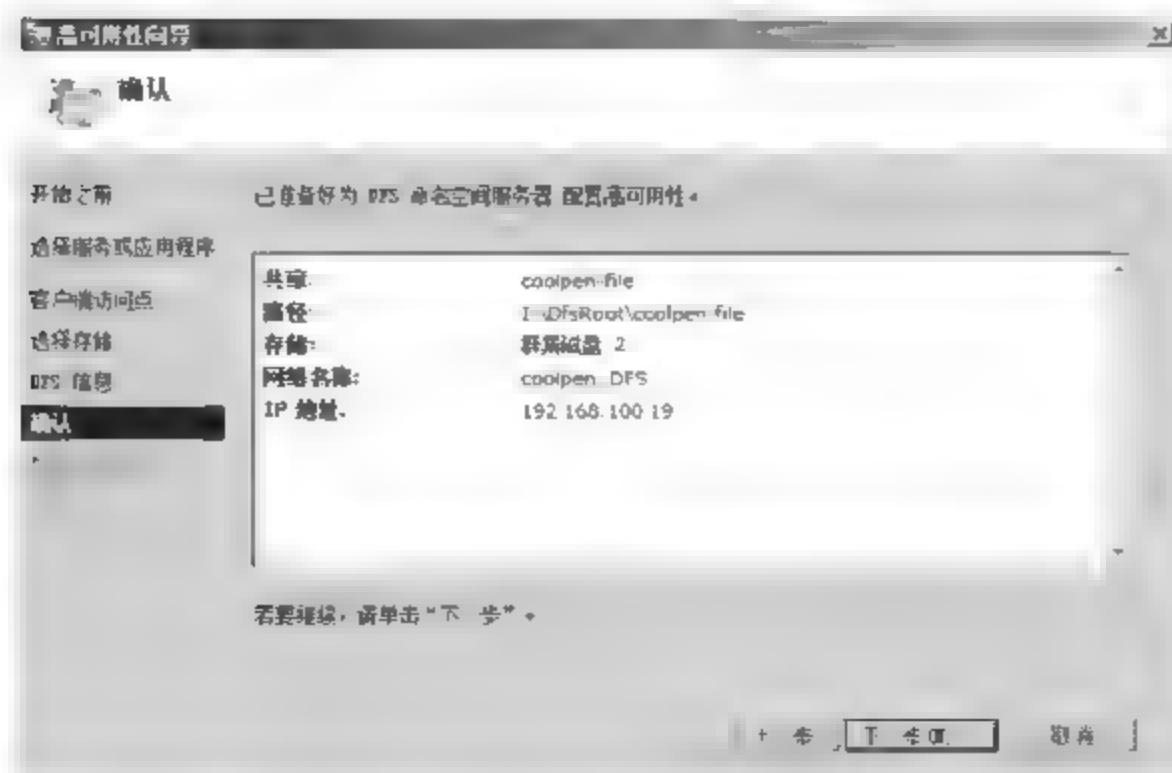 高可用性向导
确认
开始之前
选择服务或应用程序
客户端访问点
选择存储
DFS 信息
确认
已准备好为 DFS 命名空间服务器 配置高可用性。
共享: coolpen-file
路径: I:\DfsRoot\coolpen-file
存储: 群集磁盘 2
网络名称: coolpen_DFS
IP 地址: 192.168.100.19
若要继续,请单击“下一步”。
下一步(N)
取消